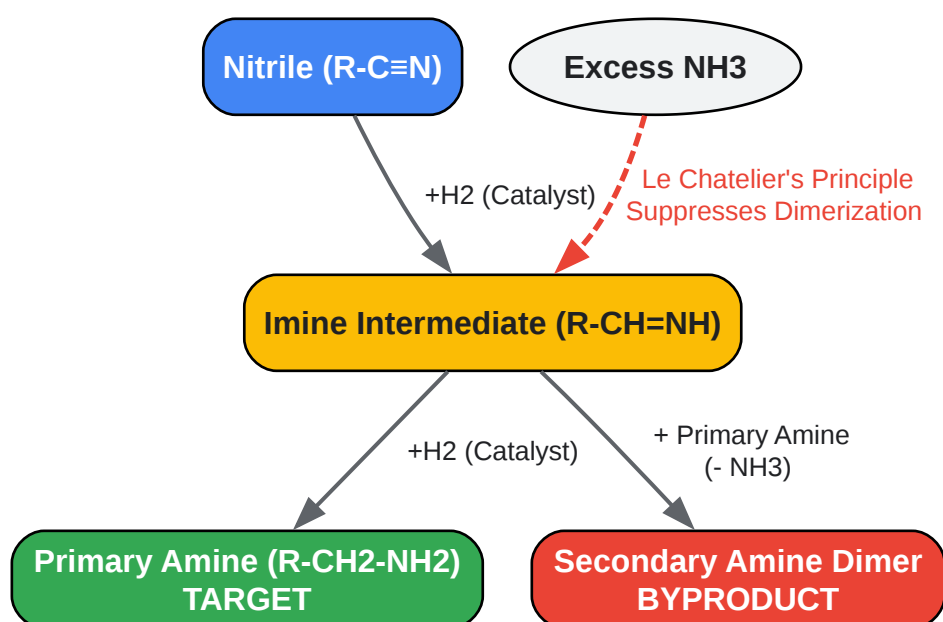 Nitrile (R-C≡N)
Excess NH3
+H2 (Catalyst)
Le Chatelier's Principle
Suppresses Dimerization
Imine Intermediate (R-CH=NH)
+H2 (Catalyst)
+ Primary Amine
(- NH3)
Primary Amine (R-CH2-NH2)
TARGET
Secondary Amine Dimer
BYPRODUCT